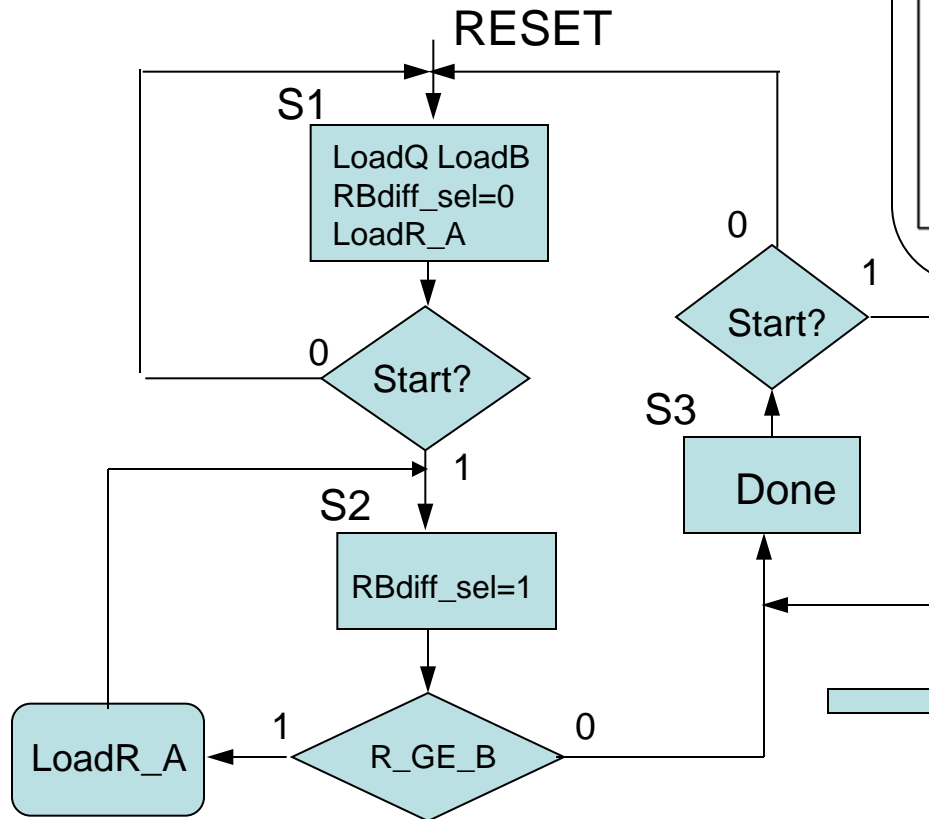 RESET
S1
LoadQ LoadB
RBdiff_sel=0
LoadR_A
0
Start?
1
S2
RBdiff_sel=1
R_GE_B
1
LoadR_A
0
S3
Done
Start?
0
1